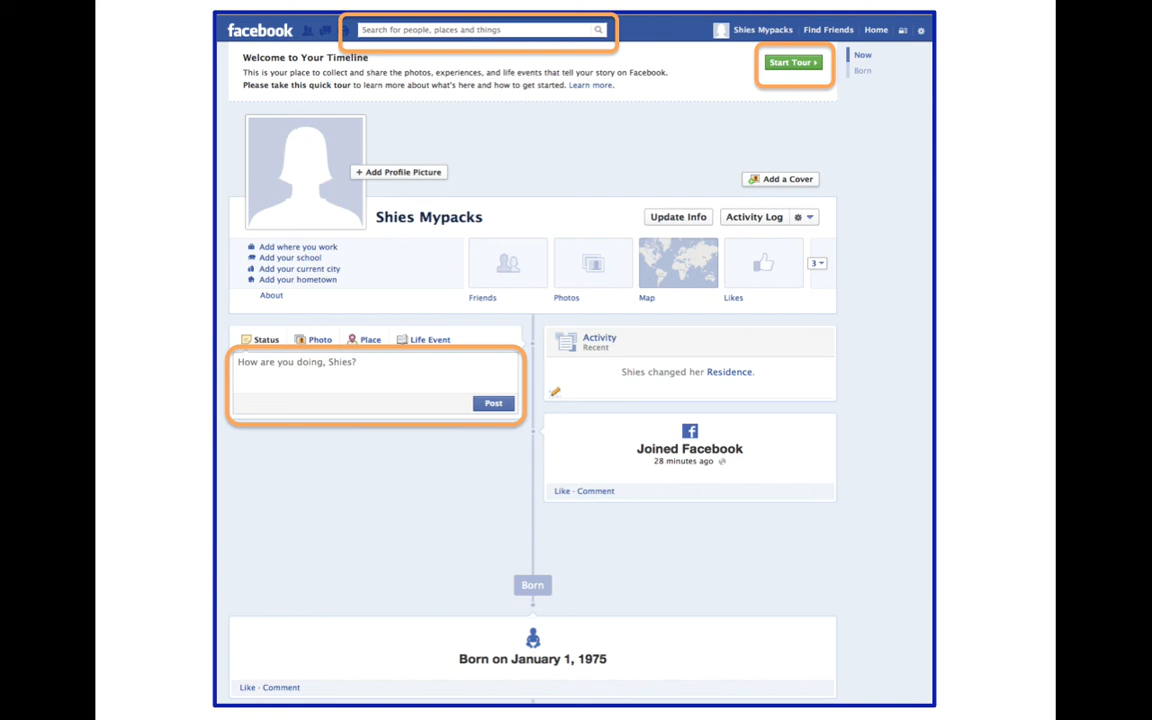 facebook
Search for people, places and things
Shies Mypacks
Find Friends
Home
Welcome to Your Timeline
This is your place to collect and share the photos, experiences, and life events that tell your story on Facebook.
Please take this quick tour to learn more about what's here and how to get started. Learn more.
Start Tour
Now
Born
+ Add Profile Picture
Add a Cover
Shies Mypacks
Update Info
Activity Log
Add where you work
Add your school
Add your current city
Add your hometown
About
Friends
Photos
Map
Likes
3
Status
Photo
Place
Life Event
How are you doing, Shies?
Post
Activity
Recent
Shies changed her Residence.
Joined Facebook
28 minutes ago
Like · Comment
Born
Born on January 1, 1975
Like · Comment